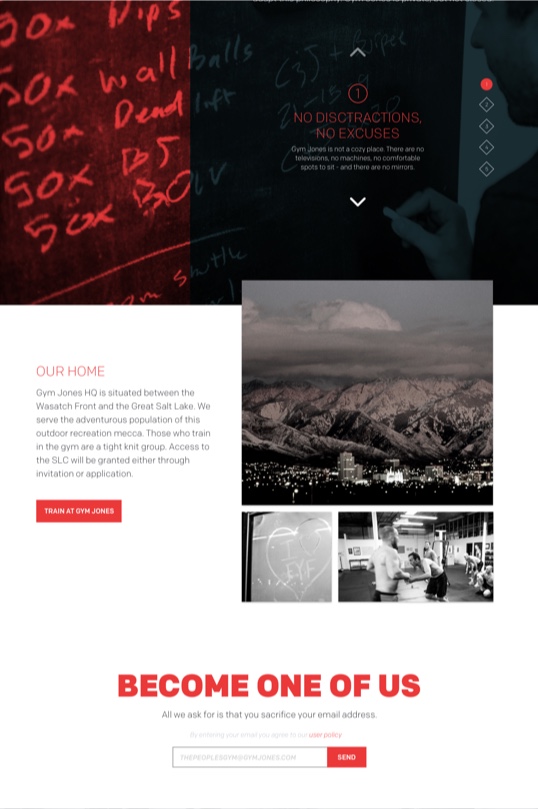 50x Dips
50x Wall Balls
50x Dead lift
50x
50x
①
NO DISCTRACTIONS,
NO EXCUSES
Gym Jones is not a cozy place. There are no
televisions, no machines, no comfortable
spots to sit - and there are no mirrors.
1
2
3
4
5
OUR HOME
Gym Jones HQ is situated between the
Wasatch Front and the Great Salt Lake. We
serve the adventurous population of this
outdoor recreation mecca. Those who train
in the gym are a tight knit group. Access to
the SLC will be granted either through
invitation or application.
TRAIN AT GYM JONES
BECOME ONE OF US
All we ask for is that you sacrifice your email address.
By entering your email you agree to our user policy
THEPEOPLESGYM@GYMJONES.COM
SEND